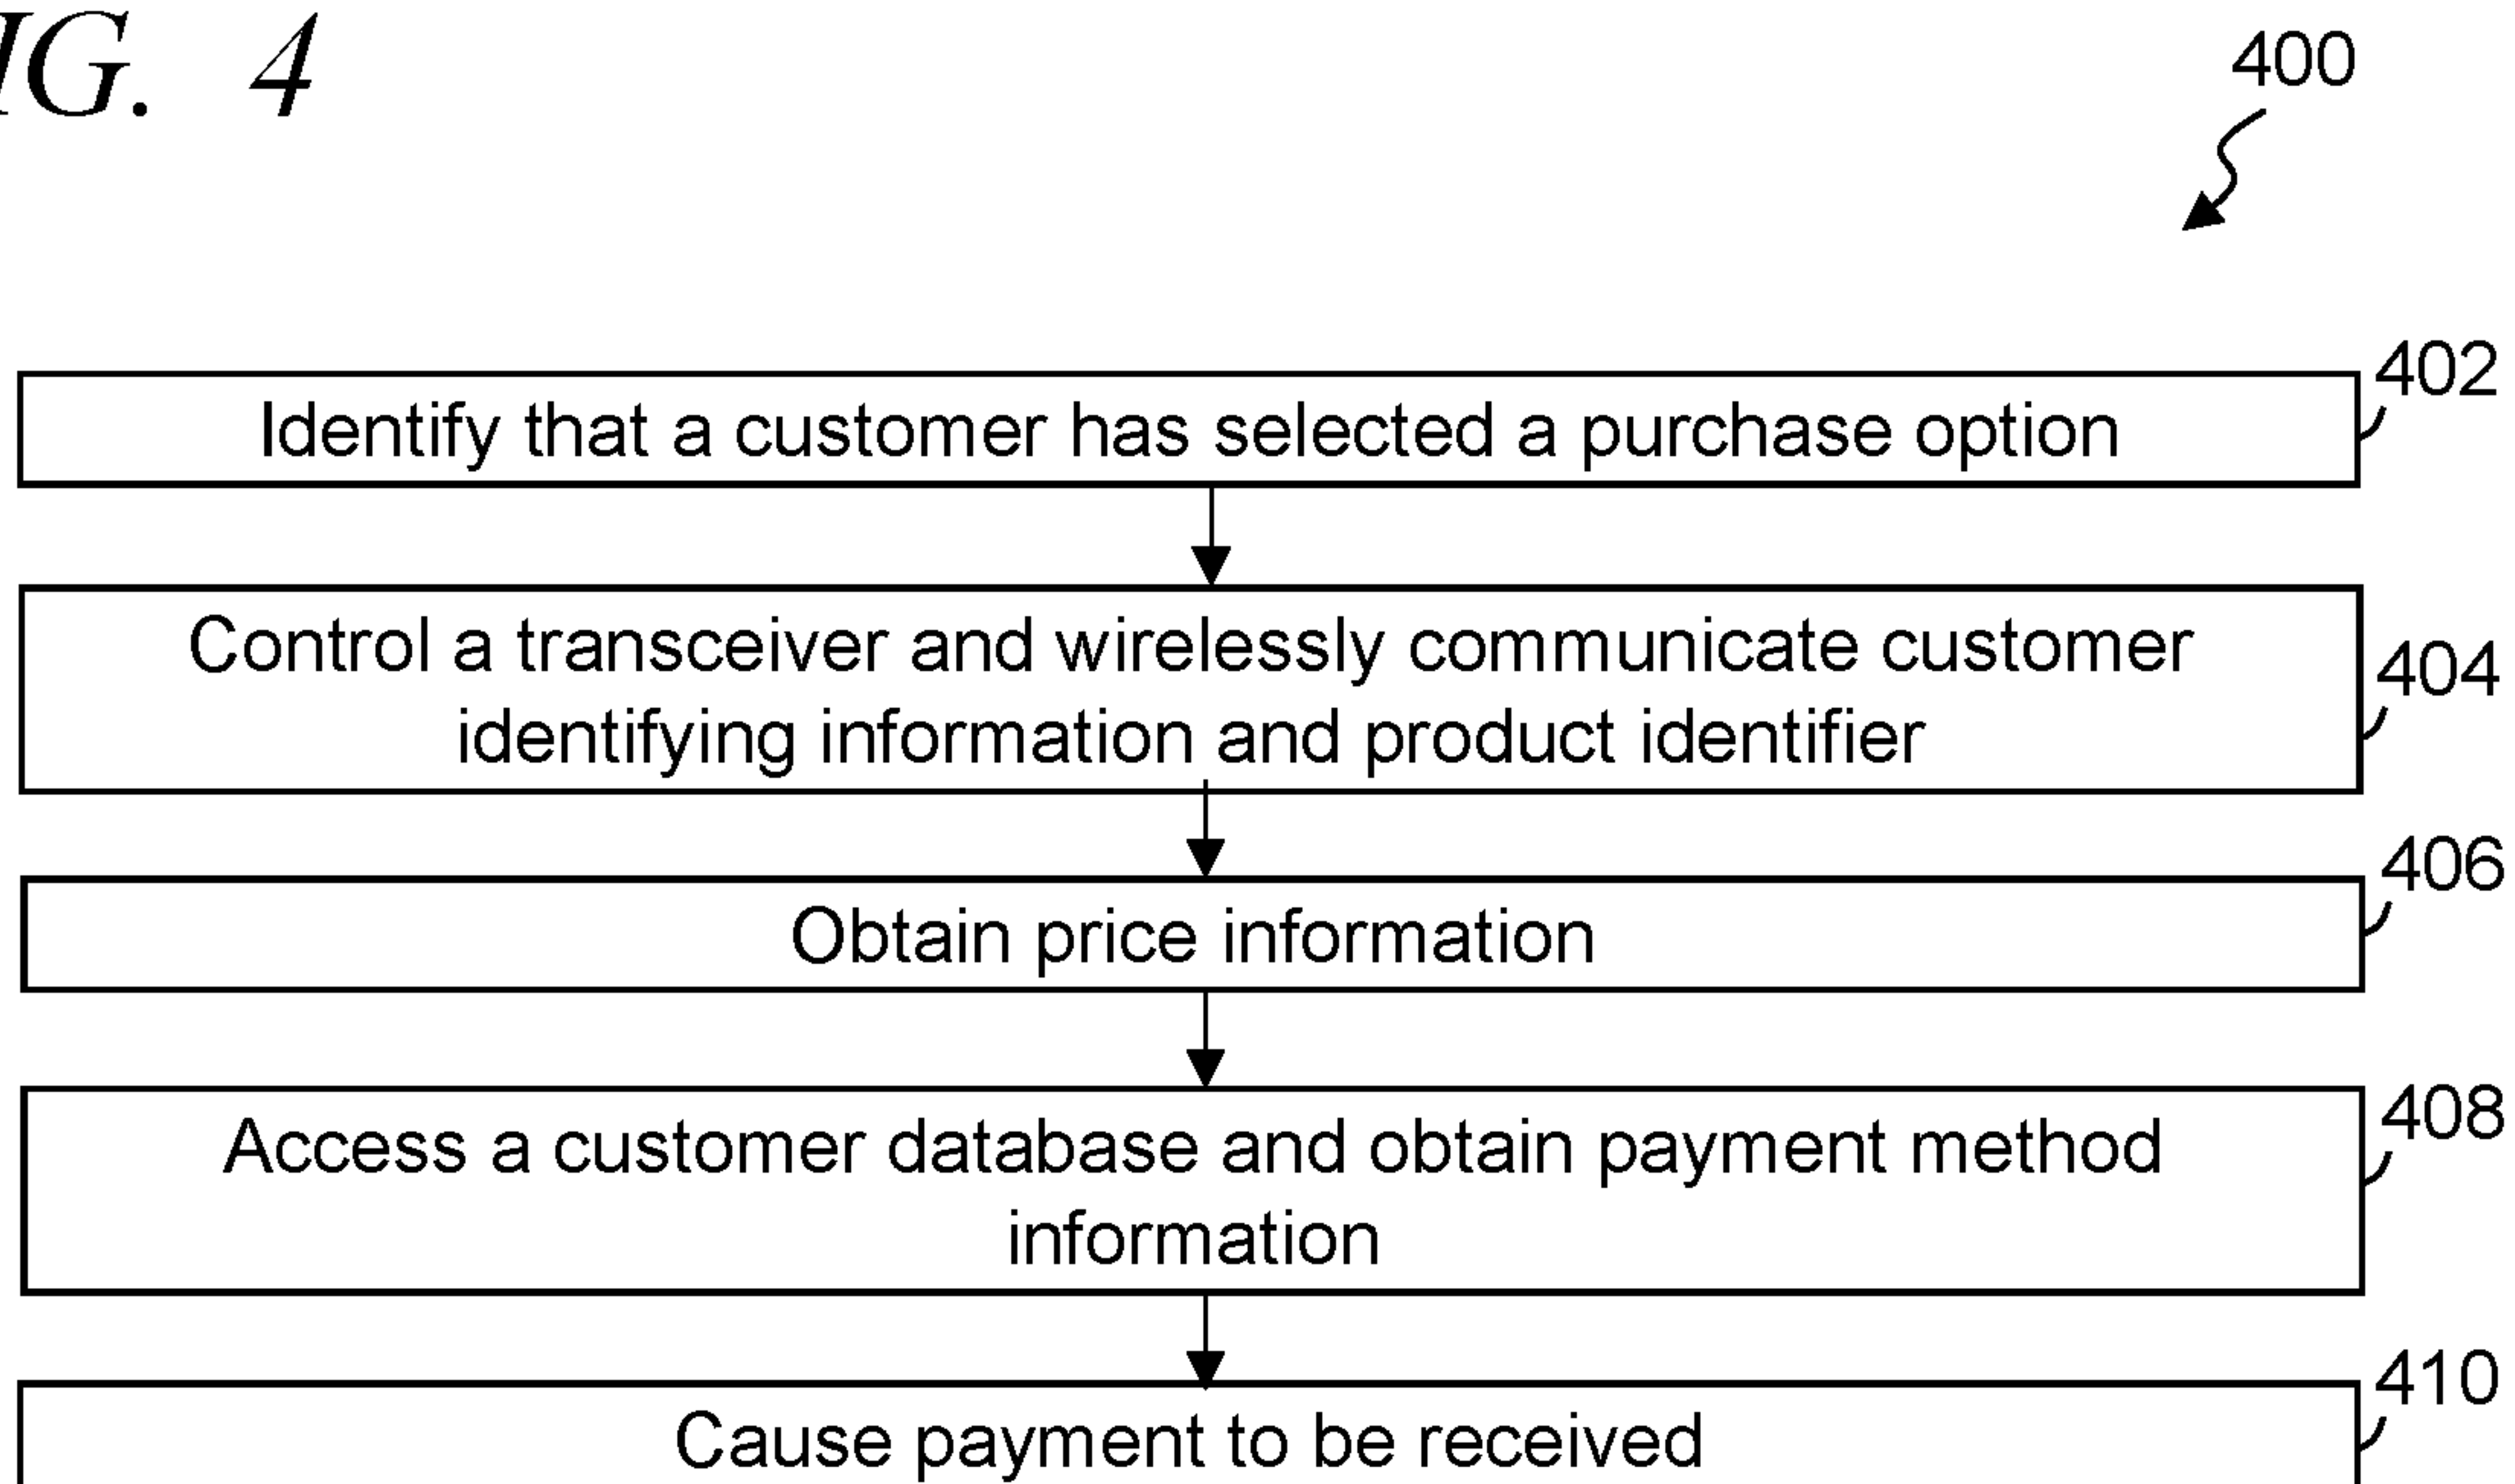 IG. 4
400
402
Identify that a customer has selected a purchase option
Control a transceiver and wirelessly communicate customer
identifying information and product identifier
404
406
Obtain price information
408
Access a customer database and obtain payment method
information
410
Cause payment to be received